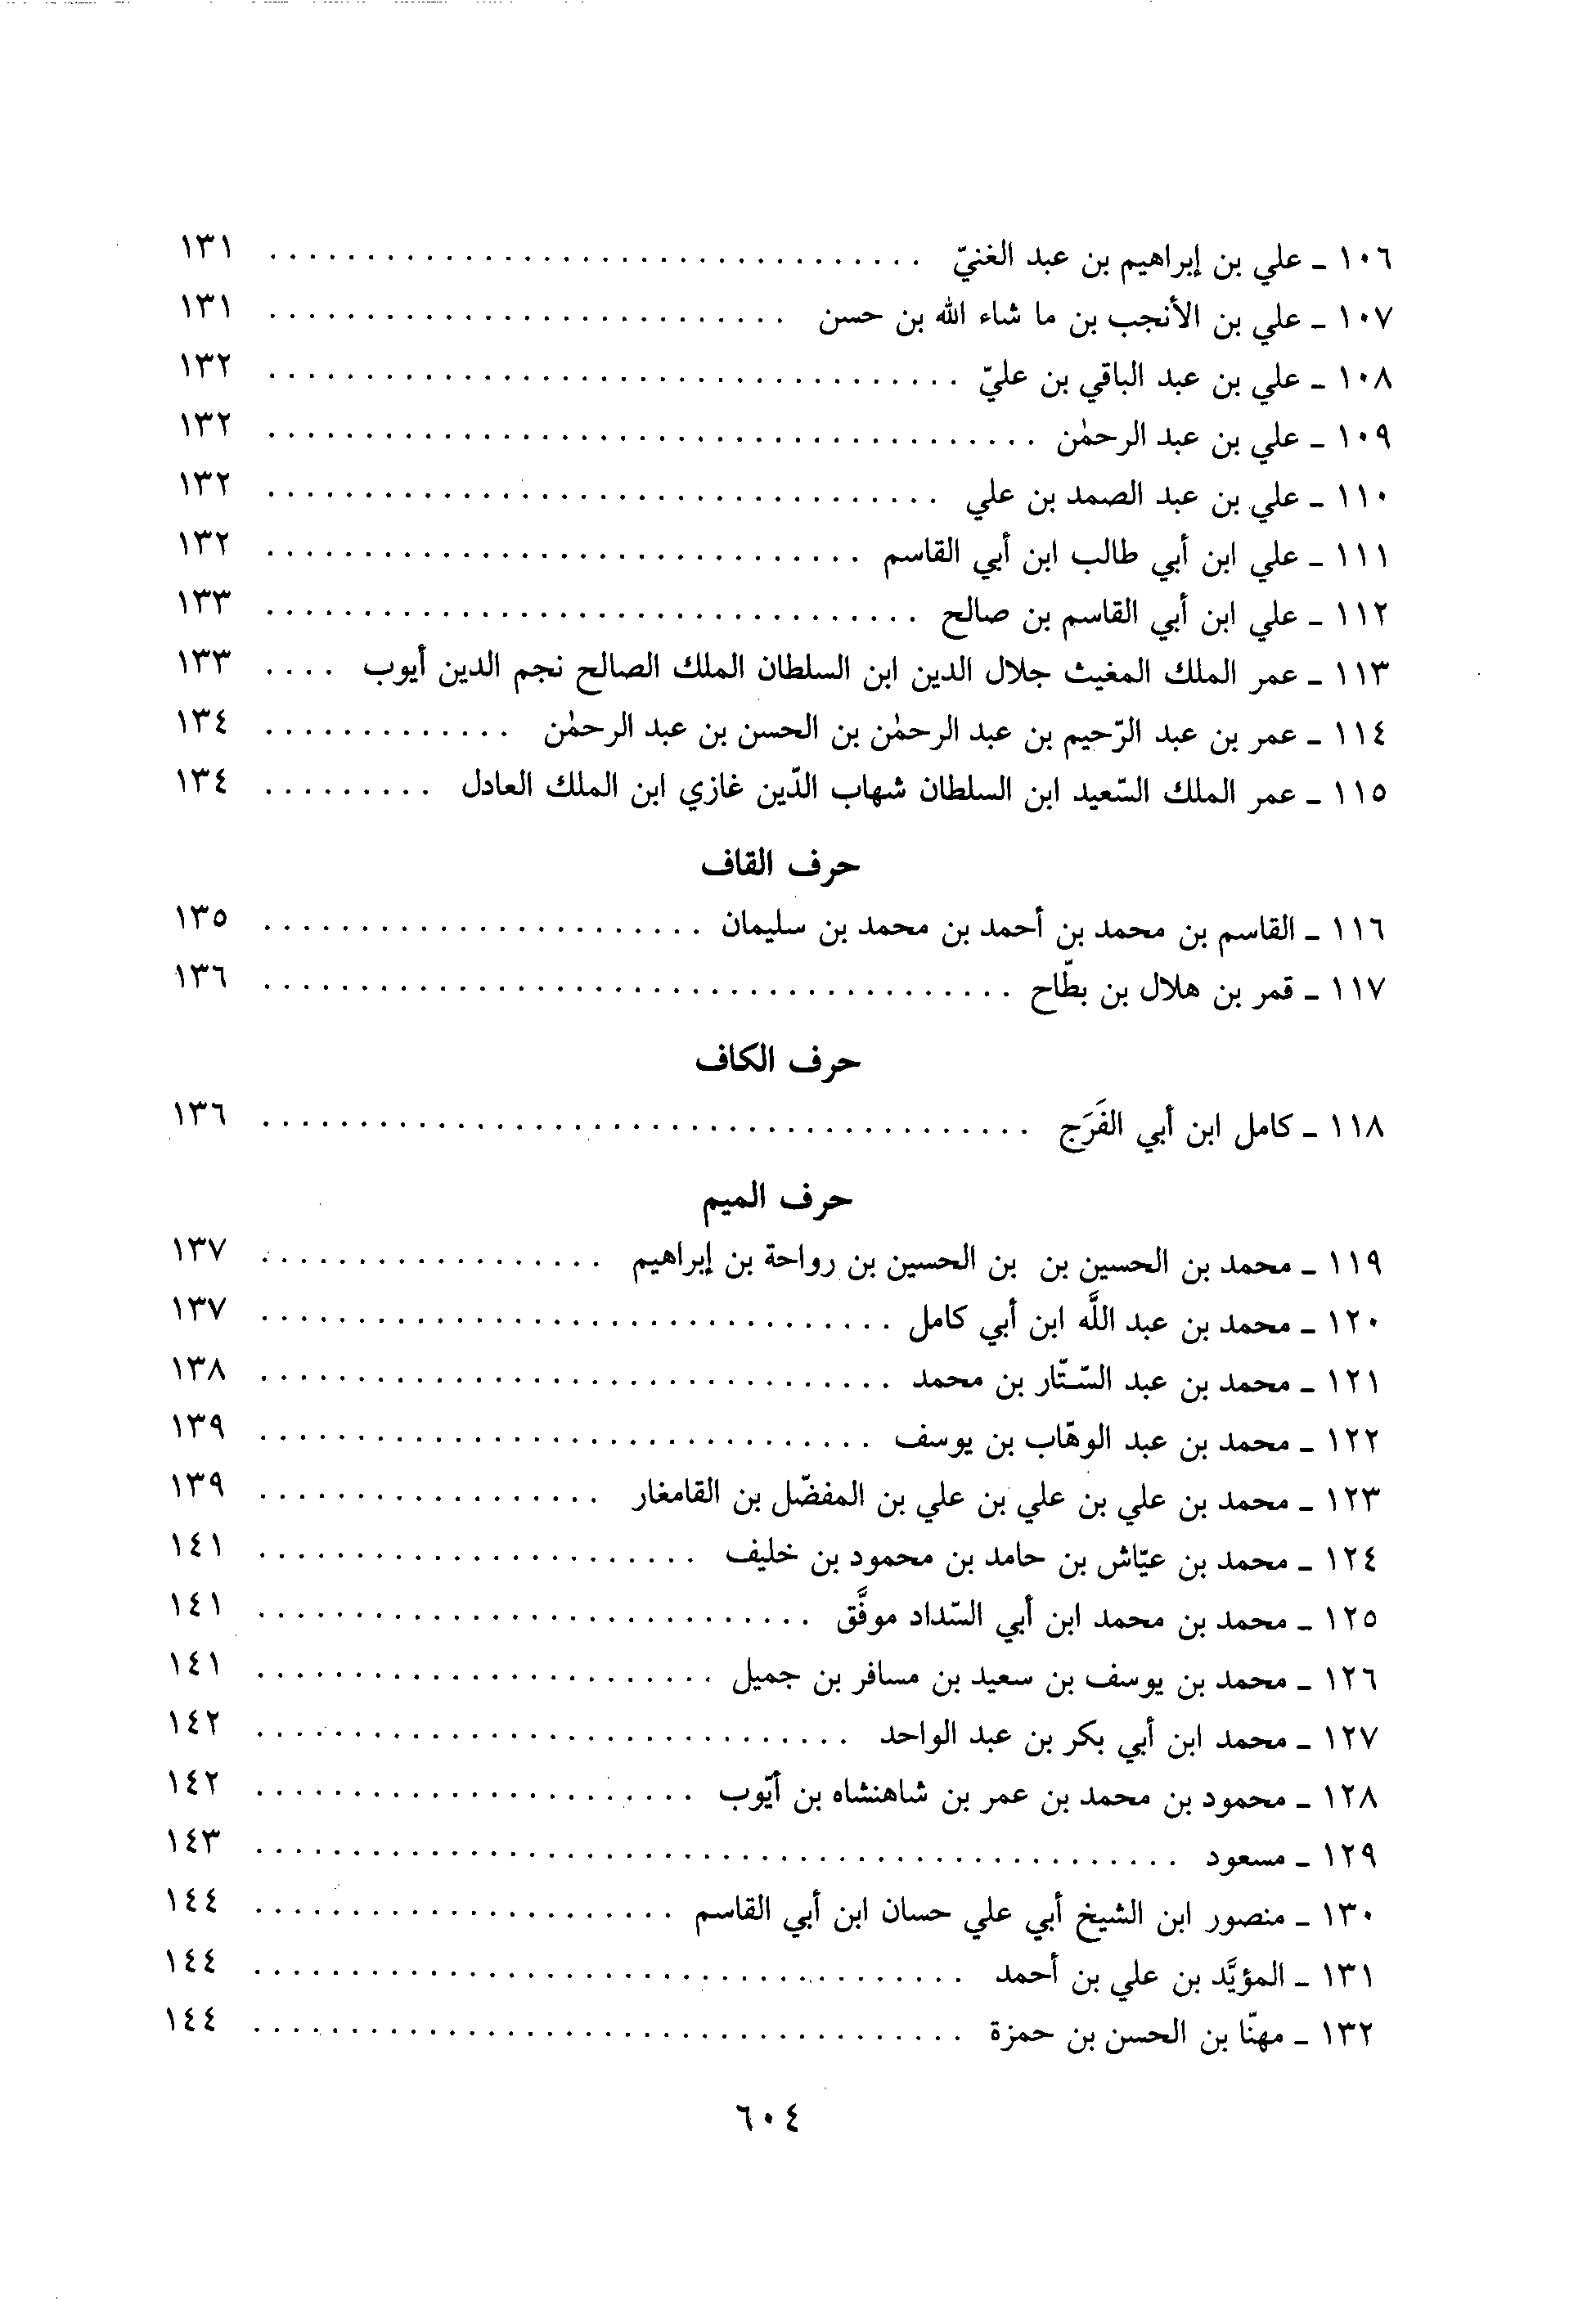 ١٠٦ ـ علي بن إبراهيم بن عبد الغنيّ . . . . . . . . . . . . . . . . . . . . . . . . . . . . . . . . . . ١٣١
١٠٧ ـ علي بن الأنجب بن ما شاء الله بن حسن . . . . . . . . . . . . . . . . . . . . . . . . . . . ١٣١
١٠٨ ـ علي بن عبد الباقي بن عليّ . . . . . . . . . . . . . . . . . . . . . . . . . . . . . . . . . . . . ١٣٢
١٠٩ ـ علي بن عبد الرحمٰن . . . . . . . . . . . . . . . . . . . . . . . . . . . . . . . . . . . . . . . . ١٣٢
١١٠ ـ علي بن عبد الصمد بن علي . . . . . . . . . . . . . . . . . . . . . . . . . . . . . . . . . . . ١٣٢
١١١ ـ علي ابن أبي طالب ابن أبي القاسم . . . . . . . . . . . . . . . . . . . . . . . . . . . . . . . ١٣٢
١١٢ ـ علي ابن أبي القاسم بن صالح . . . . . . . . . . . . . . . . . . . . . . . . . . . . . . . . . . ١٣٣
١١٣ ـ عمر الملك المغيث جلال الدين ابن السلطان الملك الصالح نجم الدين أيوب . . . . ١٣٣
١١٤ ـ عمر بن عبد الرّحيم بن عبد الرحمٰن بن الحسن بن عبد الرحمٰن . . . . . . . . . . . . . ١٣٤
١١٥ ـ عمر الملك السّعيد ابن السلطان شهاب الدّين غازي ابن الملك العادل . . . . . . . . . ١٣٤
حرف القاف
١١٦ ـ القاسم بن محمد بن أحمد بن محمد بن سليمان . . . . . . . . . . . . . . . . . . . . . . . ١٣٥
١١٧ ـ قمر بن هلال بن بطّاح . . . . . . . . . . . . . . . . . . . . . . . . . . . . . . . . . . . . . . . ١٣٦
حرف الكاف
١١٨ ـ كامل ابن أبي الفَرَج . . . . . . . . . . . . . . . . . . . . . . . . . . . . . . . . . . . . . . . . ١٣٦
حرف الميم
١١٩ ـ محمد بن الحسين بن بن الحسين بن رواحة بن إبراهيم . . . . . . . . . . . . . . . . . . ١٣٧
١٢٠ ـ محمد بن عبد اللَّه ابن أبي كامل . . . . . . . . . . . . . . . . . . . . . . . . . . . . . . . . . ١٣٧
١٢١ ـ محمد بن عبد السّـتّار بن محمد . . . . . . . . . . . . . . . . . . . . . . . . . . . . . . . . . ١٣٨
١٢٢ ـ محمد بن عبد الوهّاب بن يوسف . . . . . . . . . . . . . . . . . . . . . . . . . . . . . . . . ١٣٩
١٢٣ ـ محمد بن علي بن علي بن علي بن المفضّل بن القامغار . . . . . . . . . . . . . . . . . . ١٣٩
١٢٤ ـ محمد بن عيّاش بن حامد بن محمود بن خليف . . . . . . . . . . . . . . . . . . . . . . . ١٤١
١٢٥ ـ محمد بن محمد ابن أبي السّداد موفَّق . . . . . . . . . . . . . . . . . . . . . . . . . . . . . ١٤١
١٢٦ ـ محمد بن يوسف بن سعيد بن مسافر بن جميل . . . . . . . . . . . . . . . . . . . . . . . . ١٤١
١٢٧ ـ محمد ابن أبي بكر بن عبد الواحد . . . . . . . . . . . . . . . . . . . . . . . . . . . . . . . ١٤٢
١٢٨ ـ محمود بن محمد بن عمر بن شاهنشاه بن أيّوب . . . . . . . . . . . . . . . . . . . . . . . ١٤٢
١٢٩ ـ مسعود . . . . . . . . . . . . . . . . . . . . . . . . . . . . . . . . . . . . . . . . . . . . . . . . ١٤٣
١٣٠ ـ منصور ابن الشيخ أبي علي حسان ابن أبي القاسم . . . . . . . . . . . . . . . . . . . . . . ١٤٤
١٣١ ـ المؤيَّد بن علي بن أحمد . . . . . . . . . . . . . . . . . . . . . . . . . . . . . . . . . . . . . ١٤٤
١٣٢ ـ مهنّا بن الحسن بن حمزة . . . . . . . . . . . . . . . . . . . . . . . . . . . . . . . . . . . . . ١٤٤
٦٠٤